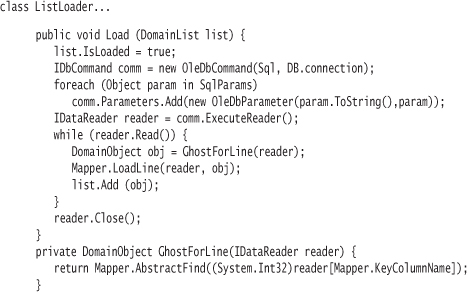 class ListLoader...
public void Load (DomainList list) {
list.IsLoaded = true;
IDbCommand comm = new OleDbCommand(Sql, DB.connection);
foreach (Object param in SqlParams)
comm.Parameters.Add(new OleDbParameter(param.ToString(),param));
IDataReader reader = comm.ExecuteReader();
while (reader.Read()) {
DomainObject obj = GhostForLine(reader);
Mapper.LoadLine(reader, obj);
list.Add (obj);
}
reader.Close();
}
private DomainObject GhostForLine(IDataReader reader) {
return Mapper.AbstractFind((System.Int32)reader[Mapper.KeyColumnName]);
}